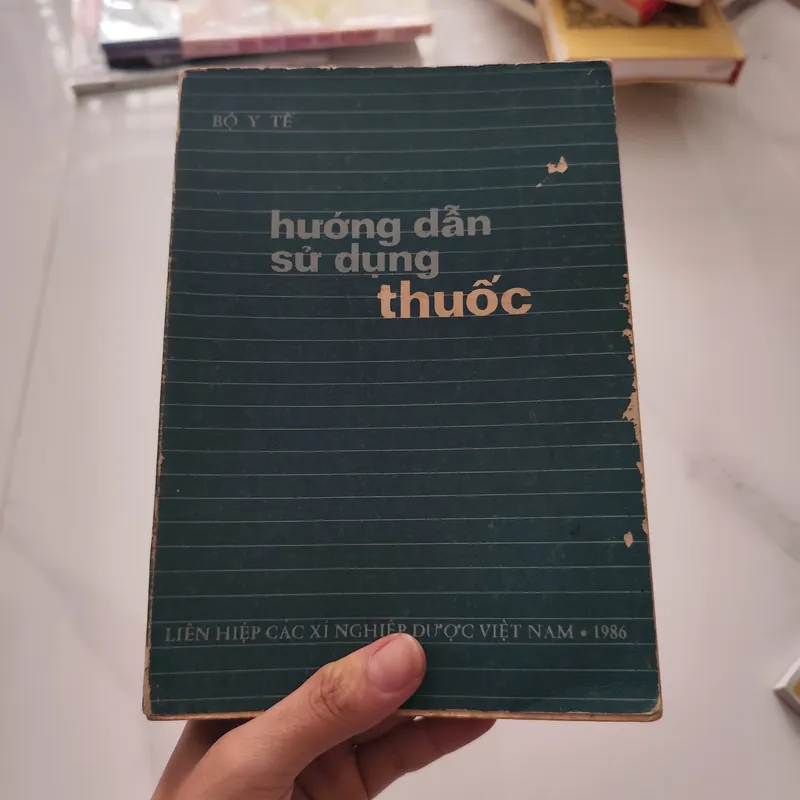 BỘ Y TẾ
hướng dẫn
sử dụng
thuốc
LIÊN HIỆP CÁC XÍ NGHIỆP DƯỢC VIỆT NAM • 1986